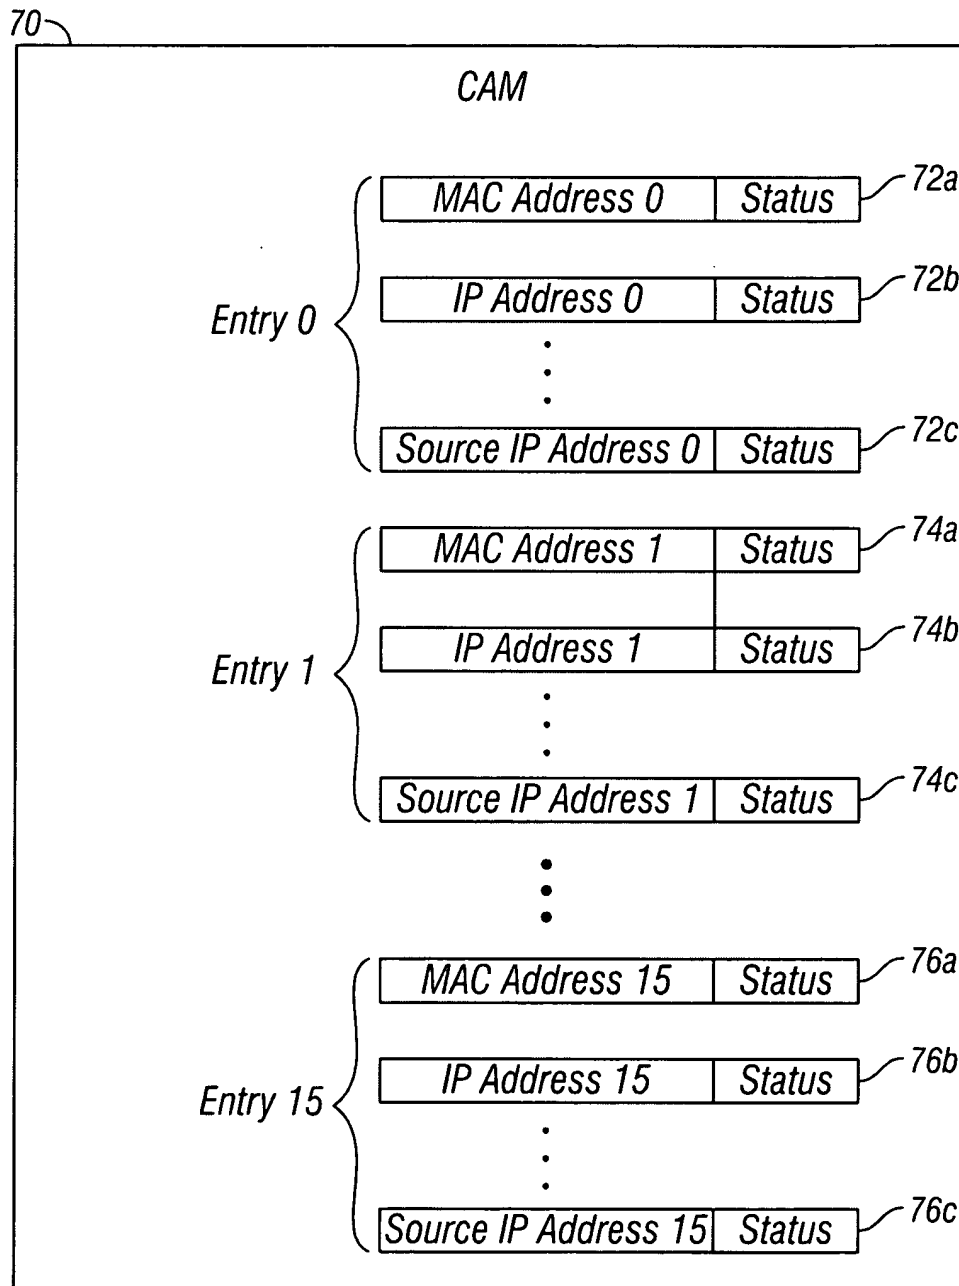 70
CAM
MAC Address 0 Status 72a
IP Address 0 Status 72b
Entry 0
Source IP Address 0 Status 72c
MAC Address 1 Status 74a
IP Address 1 Status 74b
Entry 1
Source IP Address 1 Status 74c
MAC Address 15 Status 76a
IP Address 15 Status 76b
Entry 15
Source IP Address 15 Status 76c